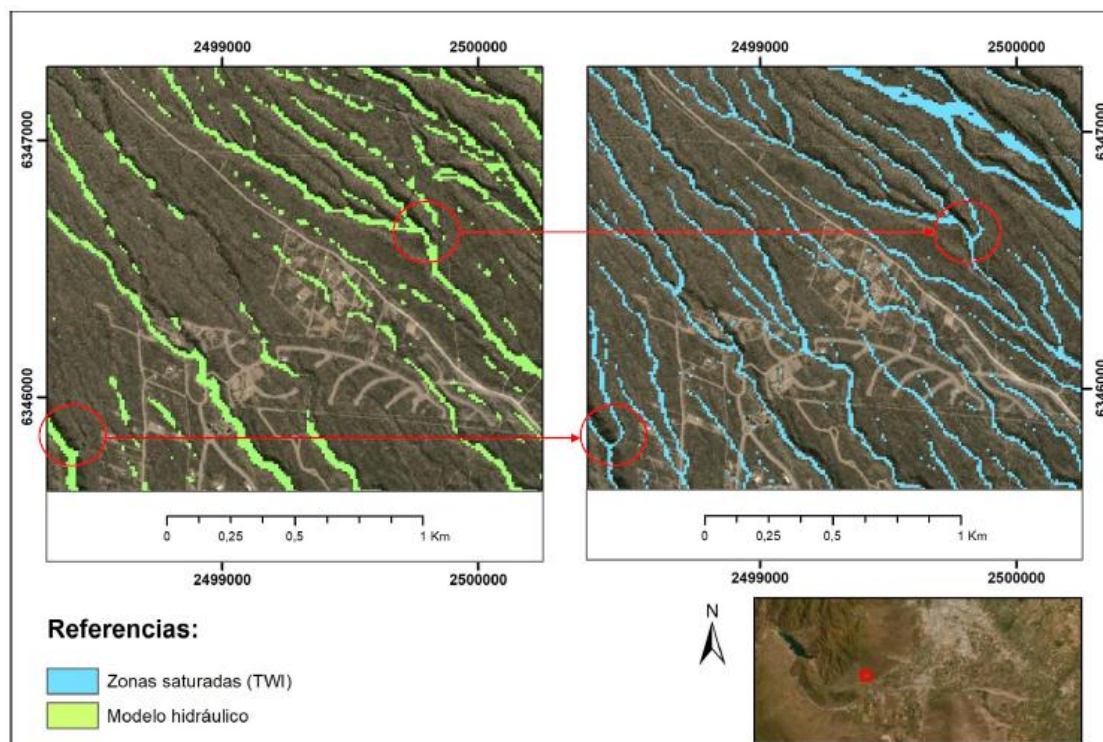 2499000 2500000 2499000 2500000
6347000 6347000
6346000 6346000
0 0,25 0,5 1 Km 0 0,25 0,5 1 Km
2499000 2500000 2499000 2500000
N
Referencias:
Zonas saturadas (TWI)
Modelo hidráulico